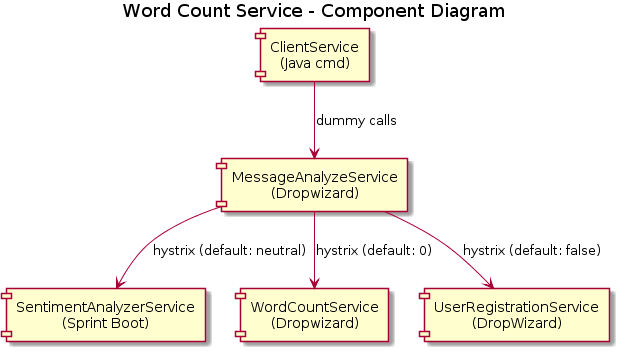 Word Count Service - Component Diagram
ClientService
(Java cmd)
dummy calls
MessageAnalyzeService
(Dropwizard)
hystrix (default: neutral)
hystrix (default: 0)
hystrix (default: false)
SentimentAnalyzerService
(Sprint Boot)
WordCountService
(Dropwizard)
UserRegistrationService
(DropWizard)